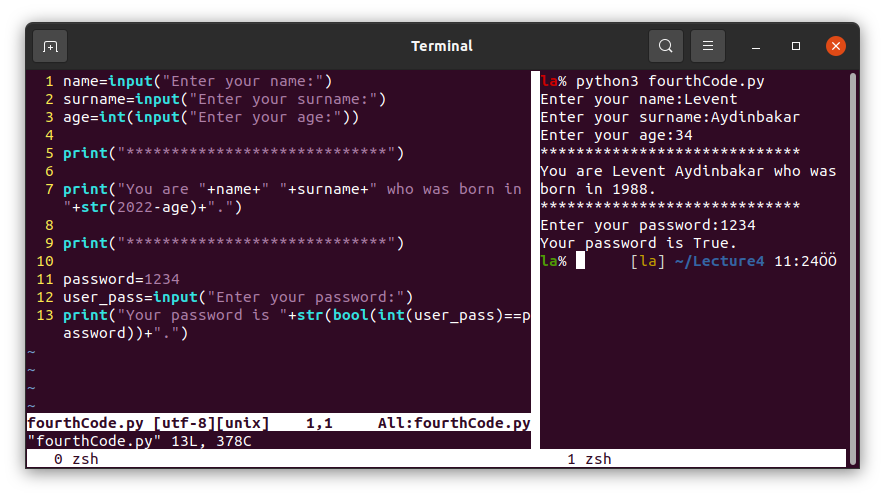 Terminal
1 name=input("Enter your name:")
2 surname=input("Enter your surname:")
3 age=int(input("Enter your age:"))
4
5 print("*****************************")
6
7 print("You are "+name+" "+surname+" who was born in
"+str(2022-age)+".")
8
9 print("*****************************")
10
11 password=1234
12 user_pass=input("Enter your password:")
13 print("Your password is "+str(bool(int(user_pass)==p
assword))+".")
~
~
~
~
fourthCode.py [utf-8][unix] 1,1 All:fourthCode.py
"fourthCode.py" 13L, 378C
0 zsh
la% python3 fourthCode.py
Enter your name:Levent
Enter your surname:Aydinbakar
Enter your age:34
*****************************
You are Levent Aydinbakar who was
born in 1988.
*****************************
Enter your password:1234
Your password is True.
la% [la] ~/Lecture4 11:24ÖÖ
1 zsh